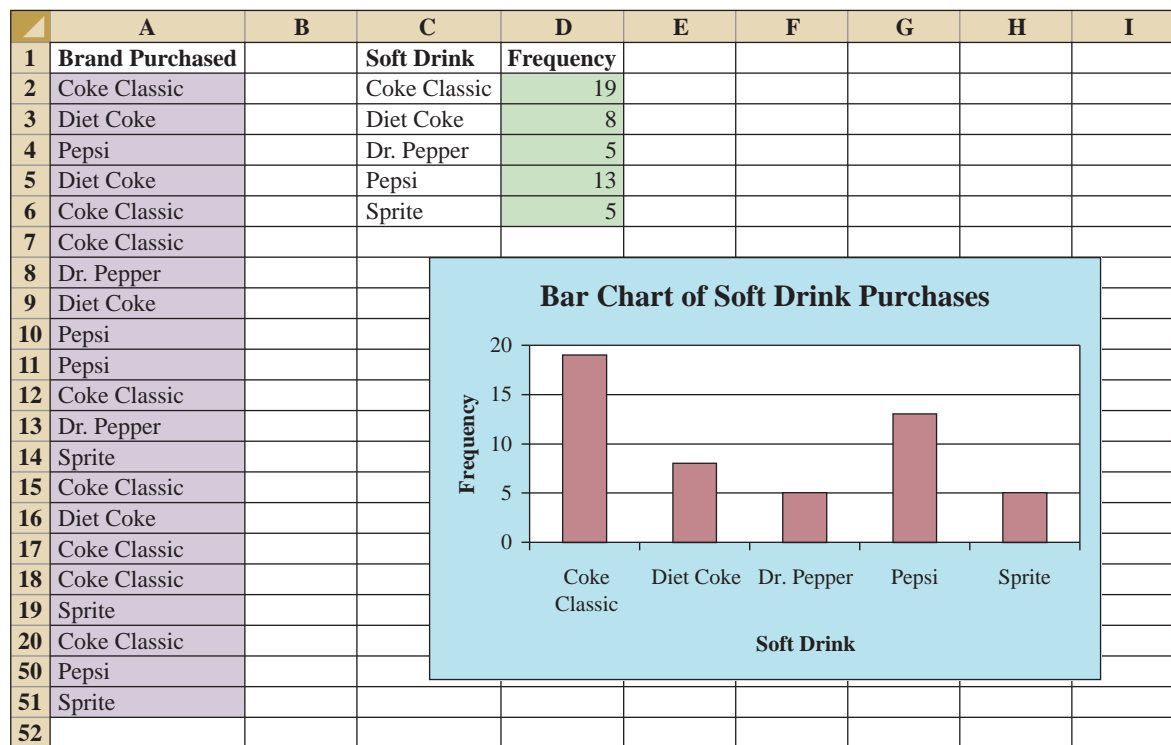 A B C D E F G H I
1 Brand Purchased Soft Drink Frequency
2 Coke Classic Coke Classic 19
3 Diet Coke Diet Coke 8
4 Pepsi Dr. Pepper 5
5 Diet Coke Pepsi 13
6 Coke Classic Sprite 5
7 Coke Classic
8 Dr. Pepper
9 Diet Coke
10 Pepsi
11 Pepsi
12 Coke Classic
13 Dr. Pepper
14 Sprite
15 Coke Classic
16 Diet Coke
17 Coke Classic
18 Coke Classic
19 Sprite
20 Coke Classic
50 Pepsi
51 Sprite
52
Bar Chart of Soft Drink Purchases
Frequency
20
15
10
5
0
Coke Classic Diet Coke Dr. Pepper Pepsi Sprite
Soft Drink